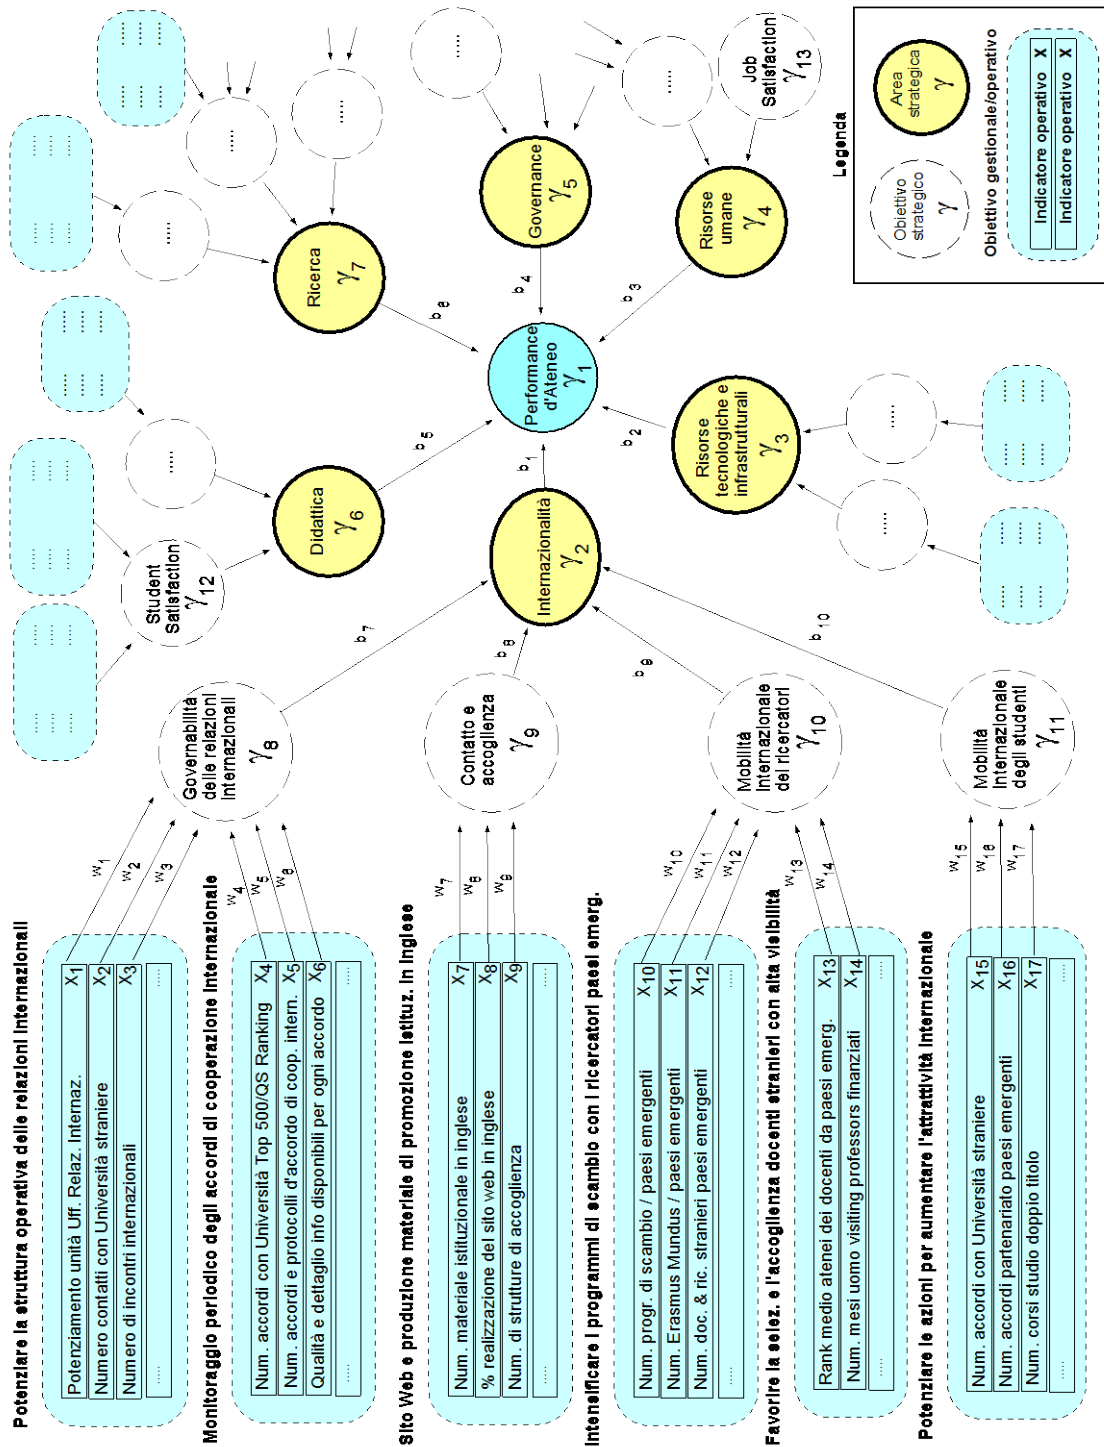 Potenziare la struttura operativa delle relazioni internazionali
Potenziamento unità Uff. Relaz. Internaz. X1
Numero contatti con Università straniere X2
Numero di incontri internazionali X3
.....
Monitoraggio periodico degli accordi di cooperazione internazionale
Num. accordi con Università Top 500/QS Ranking X4
Num. accordi e protocolli d'accordo di coop. intern. X5
Qualità e dettaglio info disponibili per ogni accordo X6
.....
Sito Web e produzione materiale di promozione istituz. in inglese
Num. materiale istituzionale in inglese X7
% realizzazione del sito web in inglese X8
Num. di strutture di accoglienza X9
.....
Intensificare i programmi di scambio con i ricercatori paesi emerg.
Num. progr. di scambio / paesi emergenti X10
Num. Erasmus Mundus / paesi emergenti X11
Num. doc. & ric. stranieri paesi emergenti X12
.....
Favorire la selez. e l'accoglienza docenti stranieri con alta visibilità
Rank medio atenei dei docenti da paesi emerg. X13
Num. mesi uomo visiting professors finanziati X14
.....
Potenziare le azioni per aumentare l'attrattività internazionale
Num. accordi con Università straniere X15
Num. accordi partenariato paesi emergenti X16
Num. corsi studio doppio titolo X17
.....
w1
w2
w3
w4
w5
w6
w7
w8
w9
w10
w11
w12
w13
w14
w15
w16
w17
Governabilità
delle relazioni
internazionali
γ8
Contatto e
accoglienza
γ9
Mobilità
internazionale
dei ricercatori
γ10
Mobilità
internazionale
degli studenti
γ11
b7
b8
b9
b10
Student
Satisfaction
γ12
Didattica
γ6
Internazionalità
γ2
Risorse
tecnologiche e
infrastrutturali
γ3
b5
b1
b2
Performance
d'Ateneo
γ1
b6
b4
b3
Ricerca
γ7
Governance
γ5
Risorse
umane
γ4
Job
Satisfaction
γ13
Legenda
Obiettivo
strategico
γ
Area
strategica
γ
Obiettivo gestionale/operativo
Indicatore operativo X
Indicatore operativo X